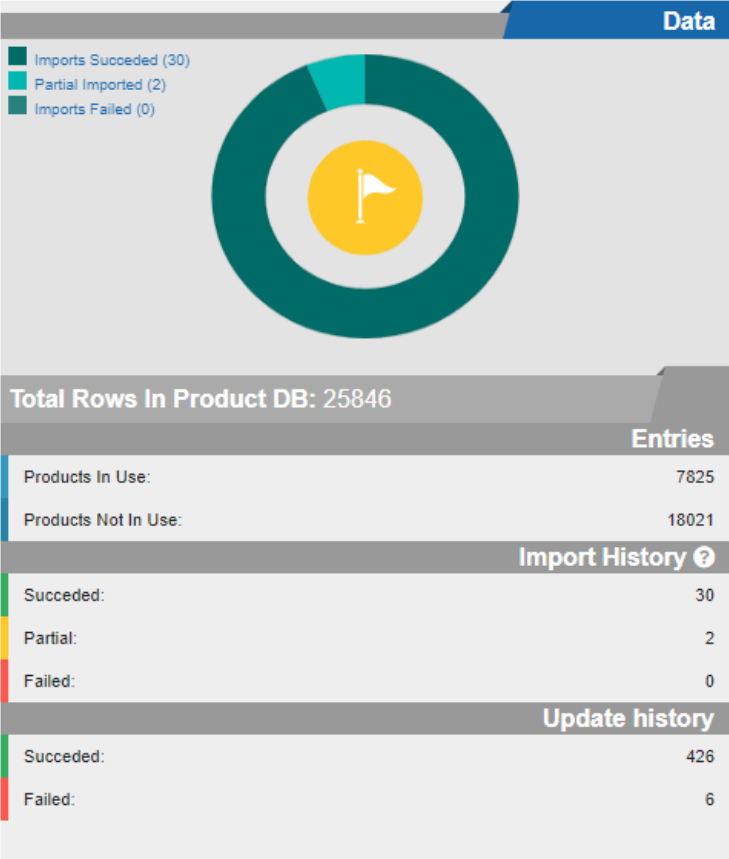 Data
Imports Succeded (30)
Partial Imported (2)
Imports Failed (0)
Total Rows In Product DB: 25846
Entries
Products In Use: 7825
Products Not In Use: 18021
Import History ?
Succeded: 30
Partial: 2
Failed: 0
Update history
Succeded: 426
Failed: 6